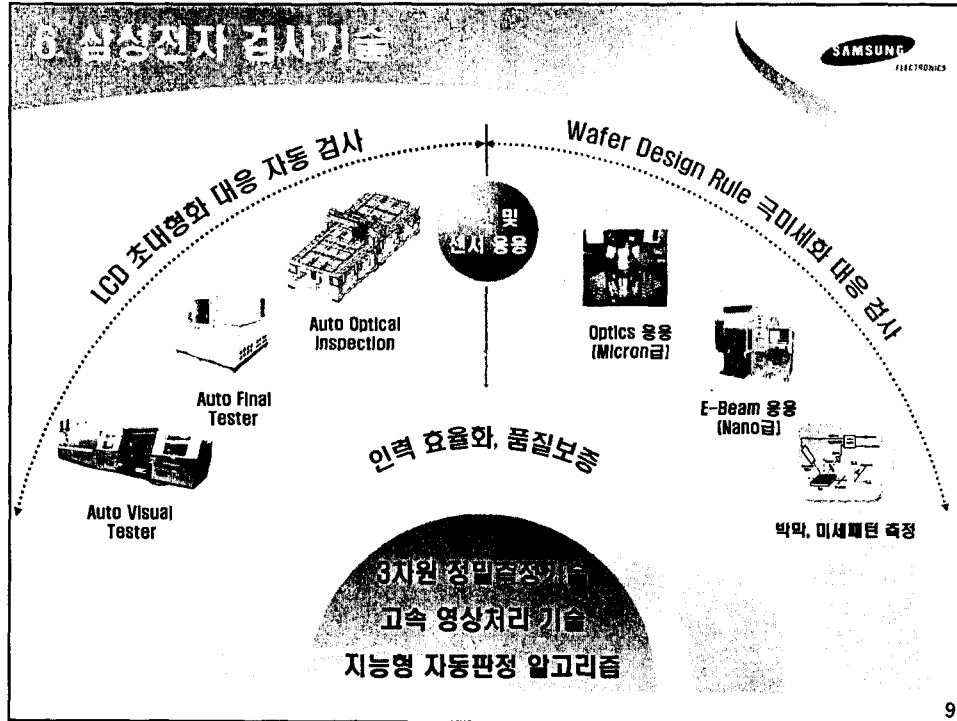 6. 삼성전자 검사기술
SAMSUNG
ELECTRONICS
LCD 초대형화 대응 자동 검사
Wafer Design Rule 극미세화 대응 검사
및
센서 응용
Auto Optical
Inspection
Optics 응용
(Micron급)
Auto Final
Tester
E-Beam 응용
(Nano급)
인력 효율화, 품질보증
Auto Visual
Tester
박막, 미세패턴 측정
3차원 정밀측정기술
고속 영상처리 기술
지능형 자동판정 알고리즘
9